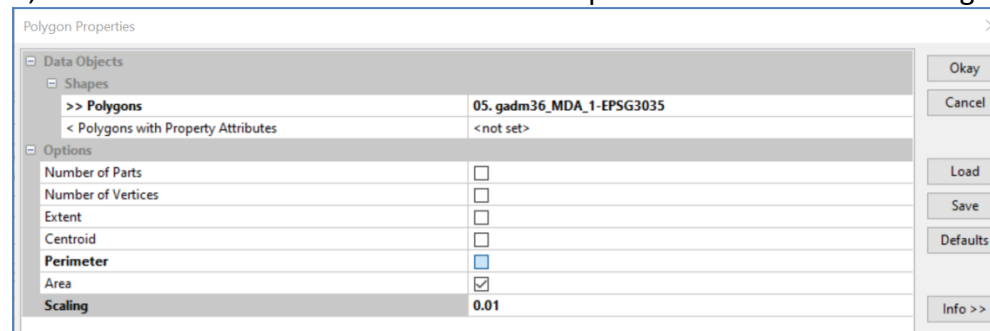 Polygon Properties
Data Objects
Shapes
>> Polygons 05. gadm36_MDA_1-EPSG3035
< Polygons with Property Attributes <not set>
Options
Number of Parts
Number of Vertices
Extent
Centroid
Perimeter
Area
Scaling 0.01
Okay
Cancel
Load
Save
Defaults
Info >>